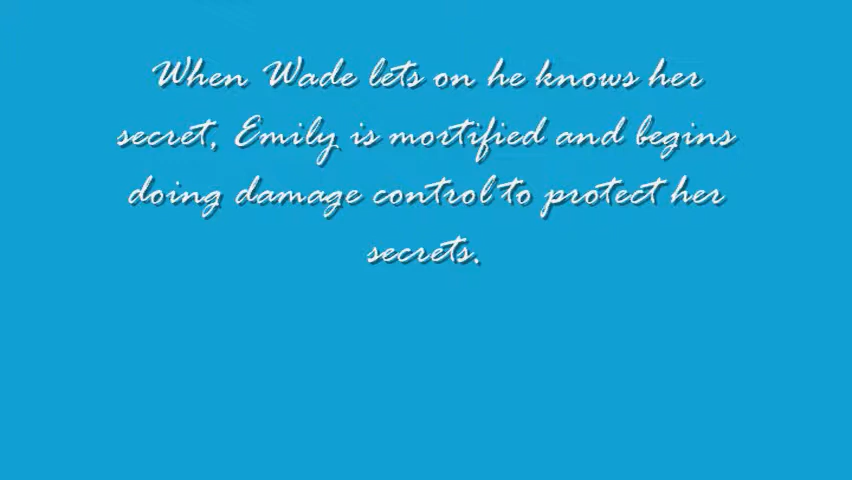 When Wade lets on he knows her
secret, Emily is mortified and begins
doing damage control to protect her
secrets.